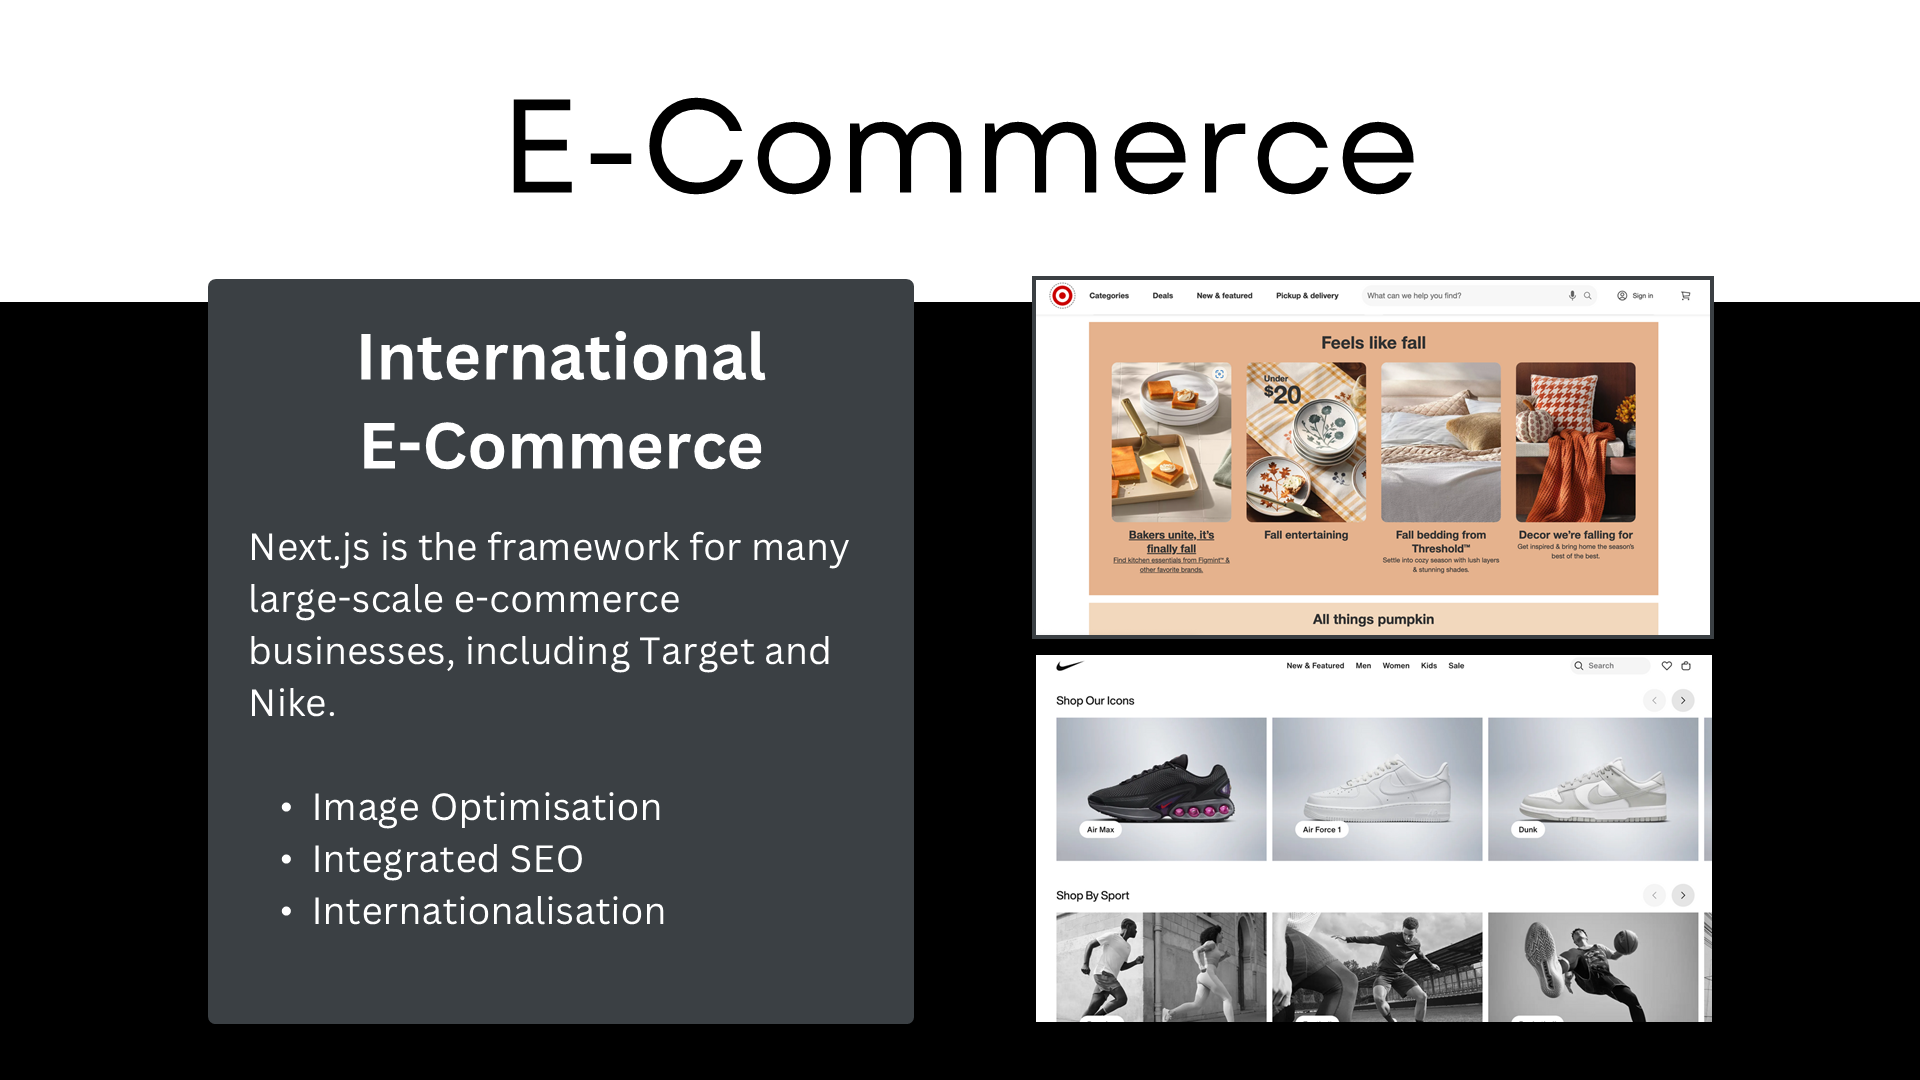 E-Commerce
International
E-Commerce
Next.js is the framework for many
large-scale e-commerce
businesses, including Target and
Nike.
• Image Optimisation
• Integrated SEO
• Internationalisation
Categories Deals New & featured Pickup & delivery What can we help you find? Sign in
Feels like fall
Under
$20
Bakers unite, it's
finally fall
Find kitchen essentials from Figmint™ &
other favorite brands.
Fall entertaining
Fall bedding from
Threshold™
Settle into cozy season with lush layers
& stunning shades.
Decor we're falling for
Get inspired & bring home the season's
best of the best.
All things pumpkin
New & Featured Men Women Kids Sale Search
Shop Our Icons
Air Max
Air Force 1
Dunk
Shop By Sport